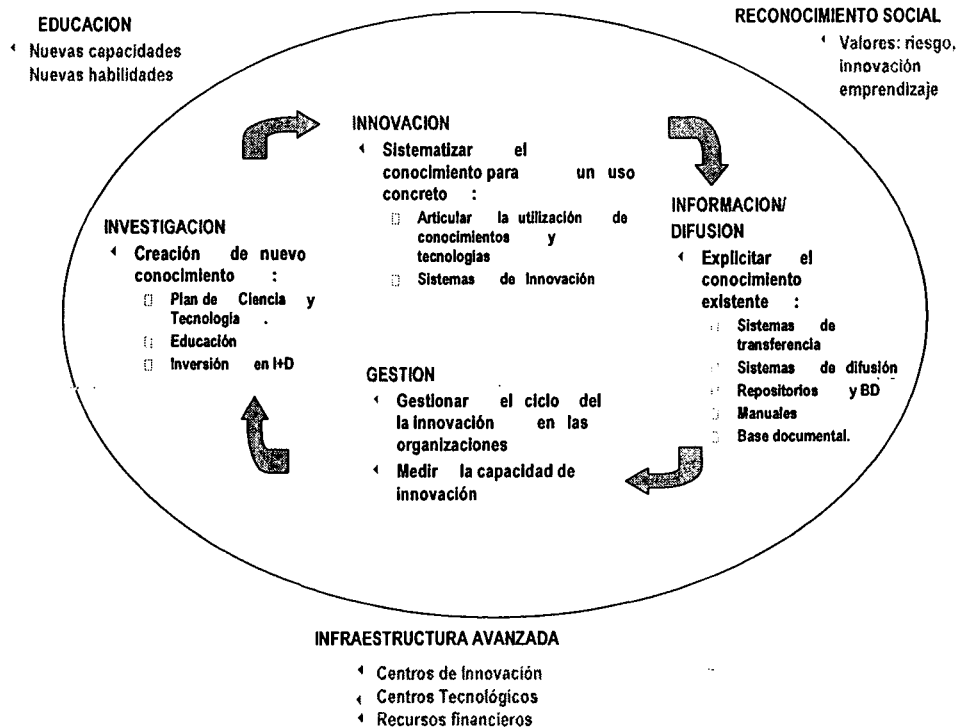 EDUCACION
Nuevas capacidades
Nuevas habilidades
RECONOCIMIENTO SOCIAL
Valores: riesgo,
innovación
emprendizaje
INNOVACION
Sistematizar el
conocimiento para un uso
concreto :
Articular la utilización de
conocimientos y
tecnologías
Sistemas de Innovación
INVESTIGACION
Creación de nuevo
conocimiento :
Plan de Ciencia y
Tecnología .
Educación
Inversión en I+D
INFORMACION/
DIFUSION
Explicitar el
conocimiento
existente :
Sistemas de
transferencia
Sistemas de difusión
Repositorios y BD
Manuales
Base documental.
GESTION
Gestionar el ciclo del
la innovación en las
organizaciones
Medir la capacidad de
innovación
INFRAESTRUCTURA AVANZADA
Centros de Innovación
Centros Tecnológicos
Recursos financieros